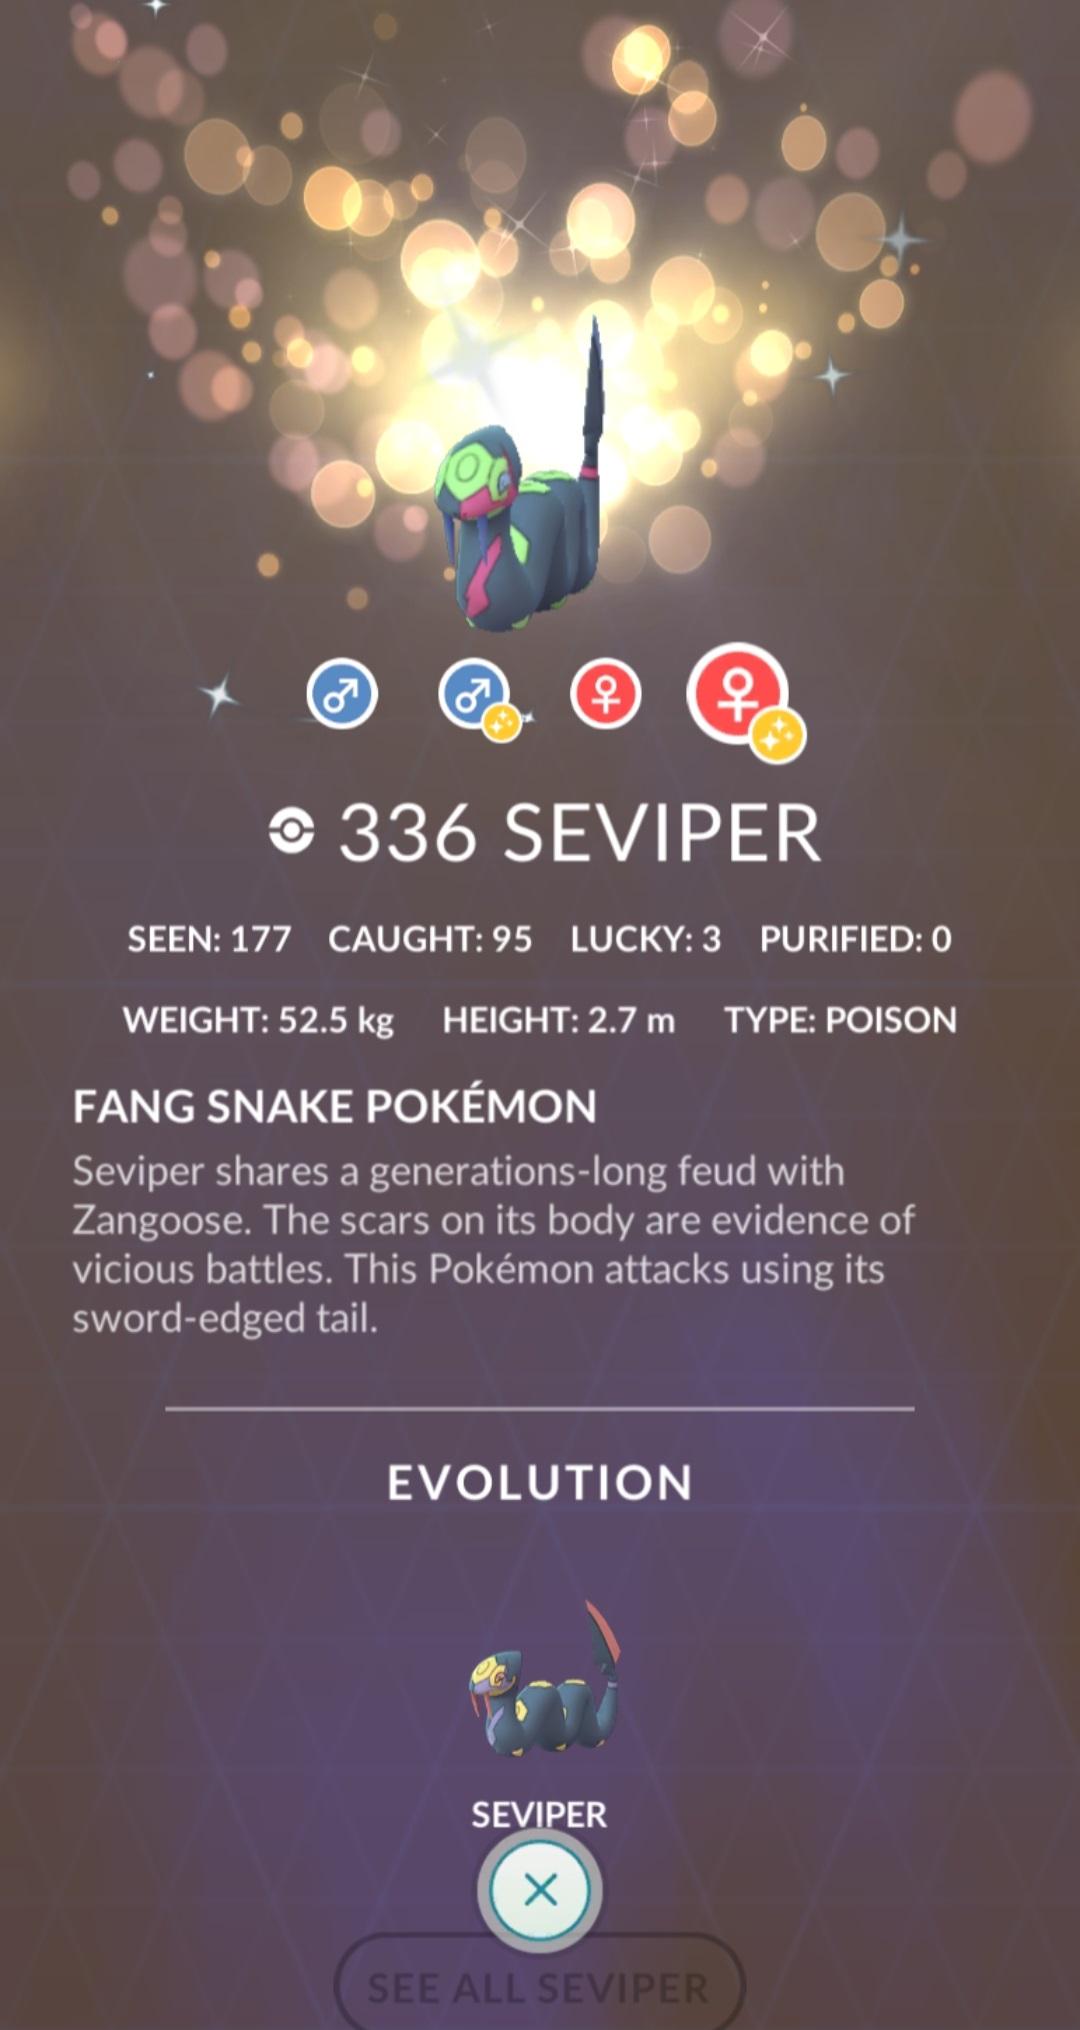 336 SEVIPER
SEEN: 177 CAUGHT: 95 LUCKY: 3 PURIFIED: 0
WEIGHT: 52.5 kg HEIGHT: 2.7 m TYPE: POISON
FANG SNAKE POKÉMON
Seviper shares a generations-long feud with
Zangoose. The scars on its body are evidence of
vicious battles. This Pokémon attacks using its
sword-edged tail.
EVOLUTION
SEVIPER
SEE ALL SEVIPER